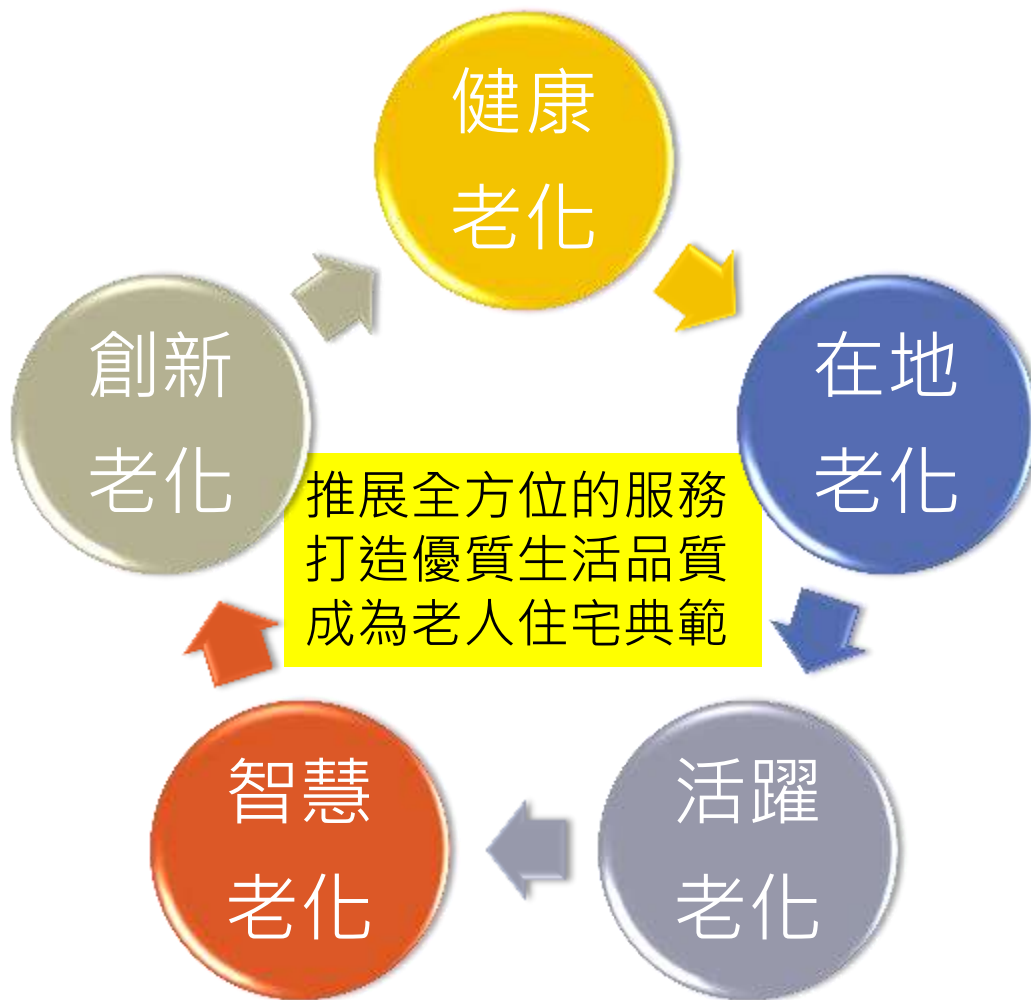 健康
老化
在地
老化
活躍
老化
智慧
老化
創新
老化
推展全方位的服務
打造優質生活品質
成為老人住宅典範